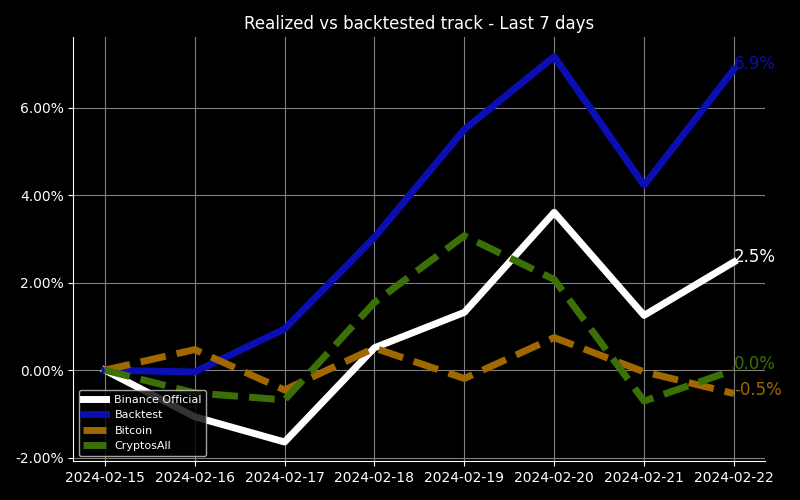 Realized vs backtested track - Last 7 days
6.9%
6.00%
4.00%
2.5%
2.00%
0.0%
0.00%
-0.5%
Binance Official
Backtest
Bitcoin
CryptosAll
-2.00%
2024-02-15 2024-02-16 2024-02-17 2024-02-18 2024-02-19 2024-02-20 2024-02-21 2024-02-22